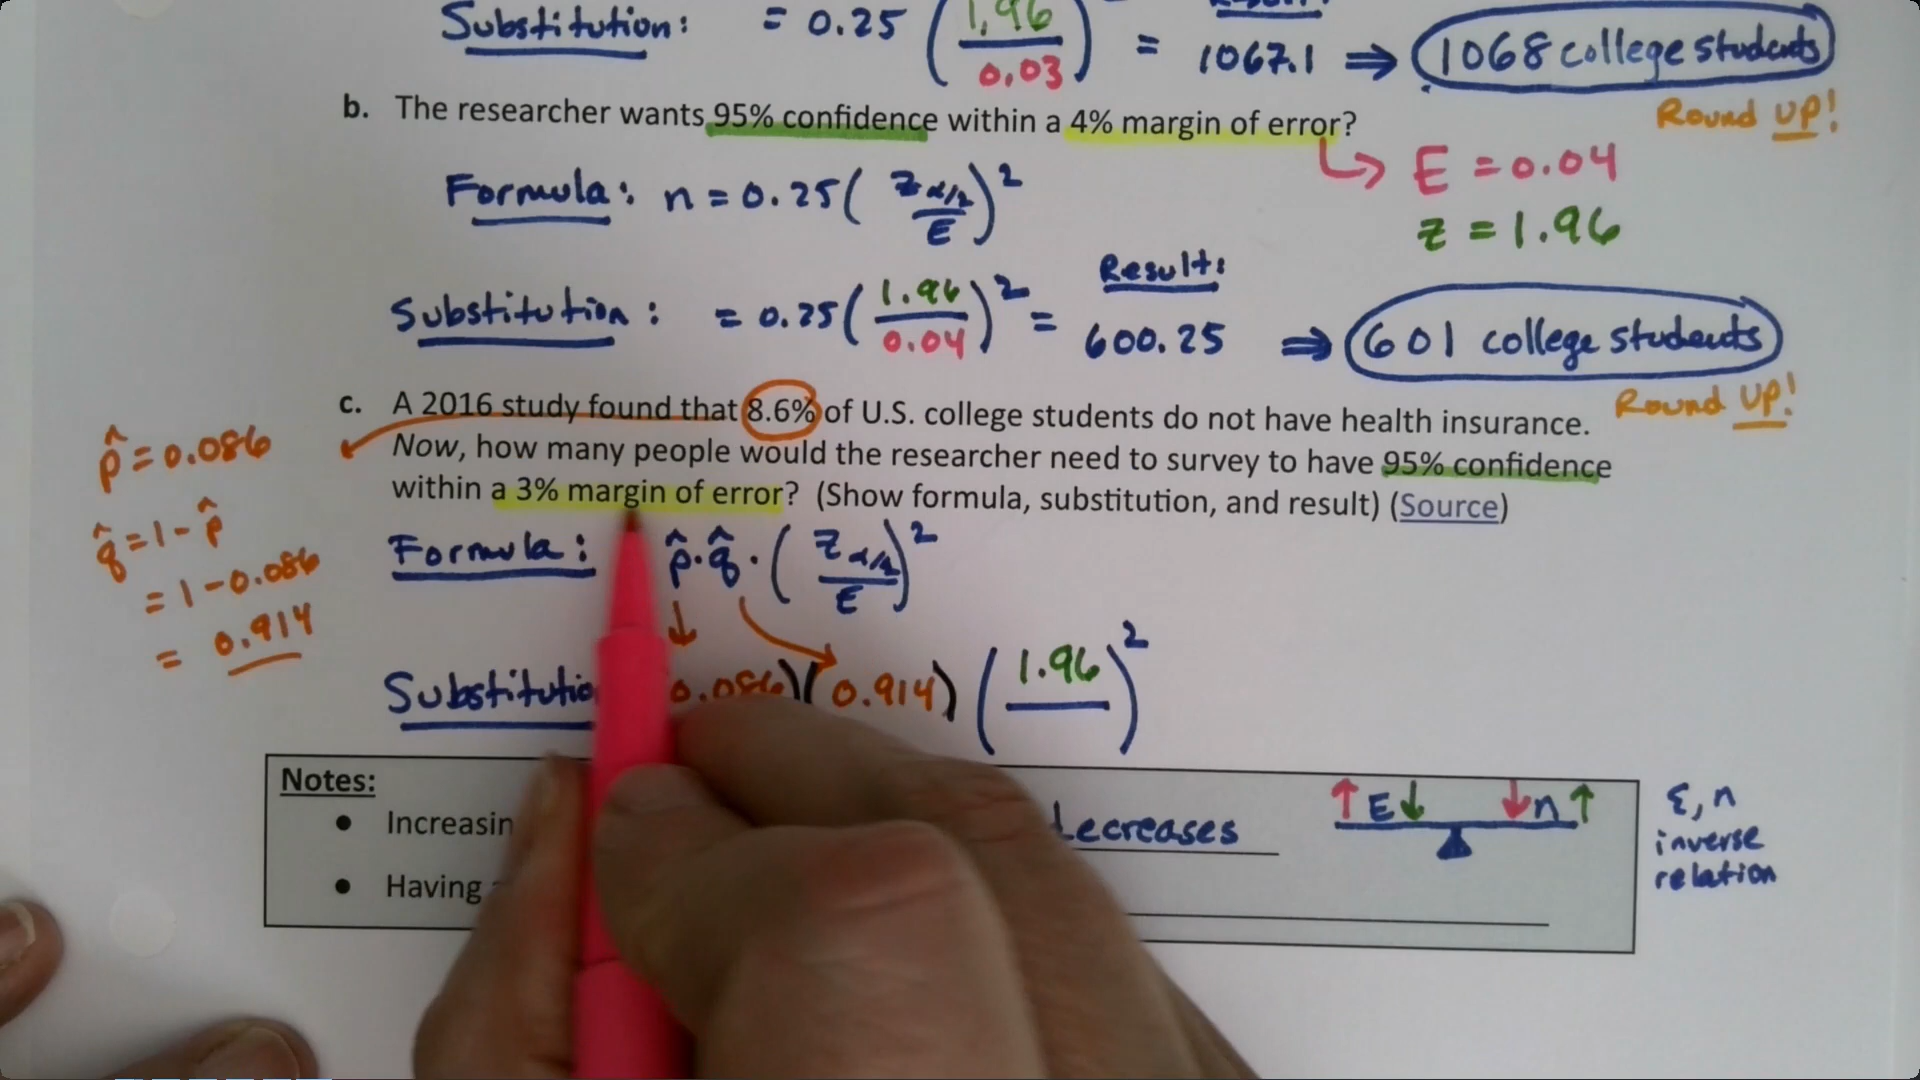 Substitution: = 0.25 (1.96/0.03) = 1067.1 ⇒ 1068 college students
Round UP!
b. The researcher wants 95% confidence within a 4% margin of error?
E = 0.04
Formula: n = 0.25 (zα/2/E)²
z = 1.96
Result:
Substitution: = 0.25 (1.96/0.04)² = 600.25 ⇒ 601 college students
Round UP!
c. A 2016 study found that 8.6% of U.S. college students do not have health insurance.
Now, how many people would the researcher need to survey to have 95% confidence
within a 3% margin of error? (Show formula, substitution, and result) (Source)
p̂ = 0.086
q̂ = 1 - p̂
= 1 - 0.086
= 0.914
Formula: p̂ · q̂ · (zα/2/E)²
0.086)(0.914) (1.96/ )²
Notes:
decreases
↑ E ↓ ↓ n ↑
E, n
inverse
relation
• Having